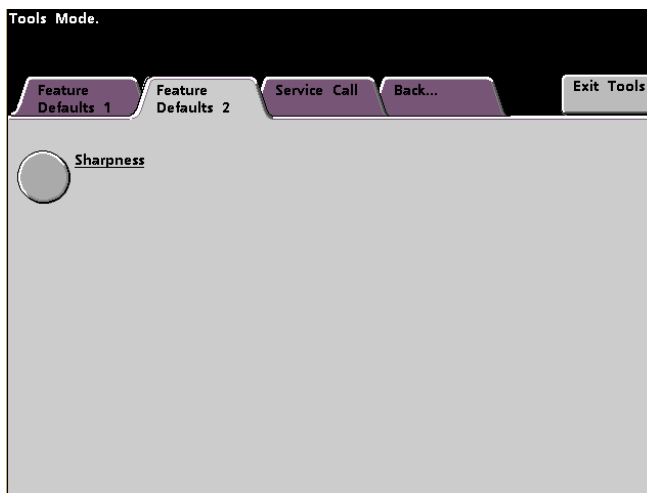 Tools Mode.
Feature
Defaults 1
Feature
Defaults 2
Service Call
Back...
Exit Tools
Sharpness